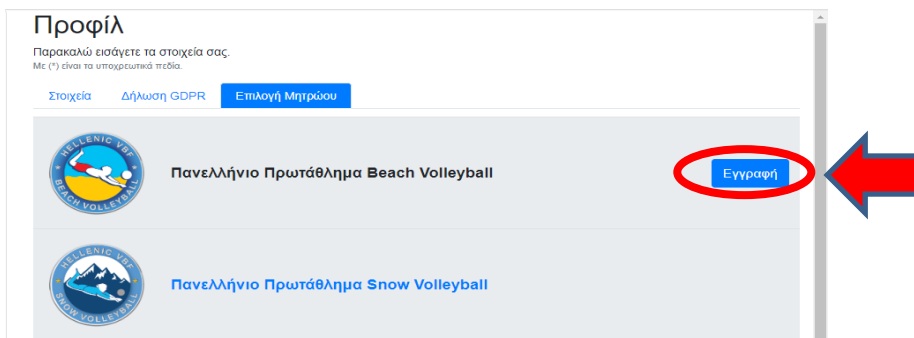 Προφίλ
Παρακαλώ εισάγετε τα στοιχεία σας.
Με (*) είναι τα υποχρεωτικά πεδία.
Στοιχεία Δήλωση GDPR Επιλογή Μητρώου
HELLENIC VBF
BEACH VOLLEYBALL
Πανελλήνιο Πρωτάθλημα Beach Volleyball
Εγγραφή
HELLENIC VBF
SNOW VOLLEYBALL
Πανελλήνιο Πρωτάθλημα Snow Volleyball